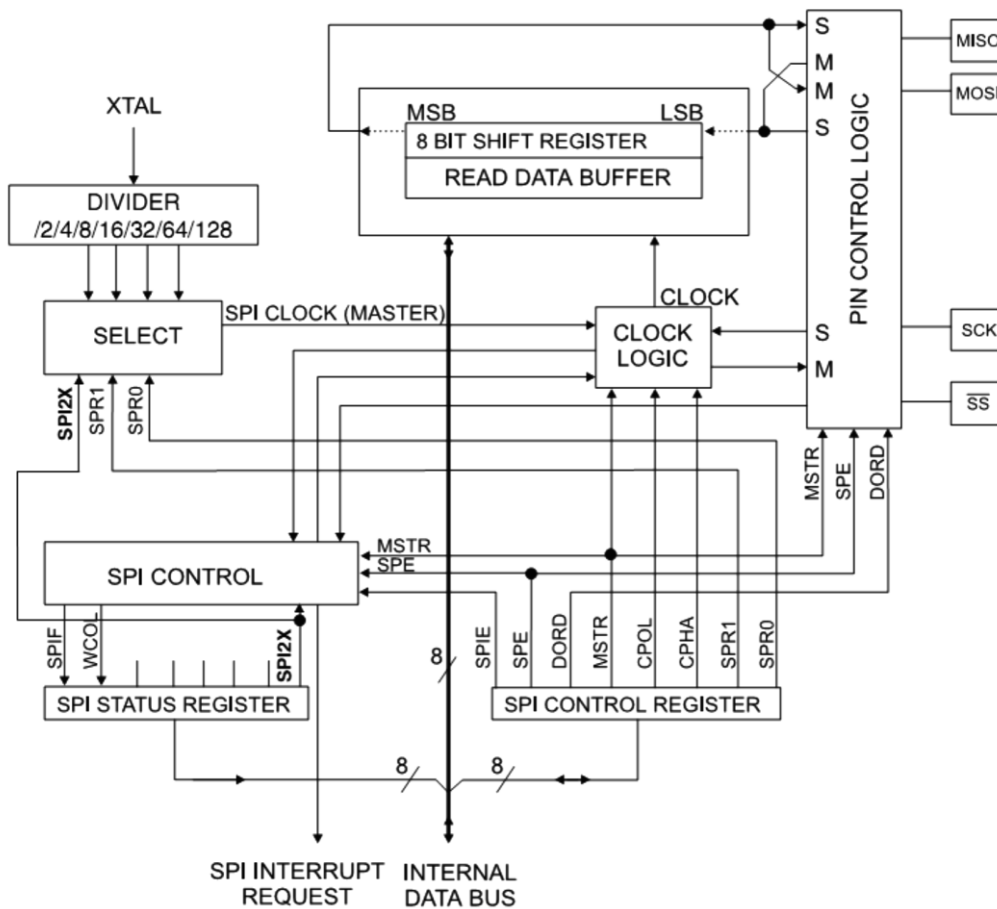 S
MISO
M
MOSI
M
S
PIN CONTROL LOGIC
MSB
LSB
8 BIT SHIFT REGISTER
READ DATA BUFFER
XTAL
DIVIDER
/2/4/8/16/32/64/128
SELECT
SPI CLOCK (MASTER)
CLOCK
CLOCK
LOGIC
S
SCK
M
SS
SPI2X
SPR1
SPR0
MSTR
SPE
DORD
MSTR
SPE
SPI CONTROL
SPIF
WCOL
SPI2X
8
SPIE
SPE
DORD
MSTR
CPOL
CPHA
SPR1
SPR0
SPI STATUS REGISTER
SPI CONTROL REGISTER
8
8
SPI INTERRUPT
REQUEST
INTERNAL
DATA BUS